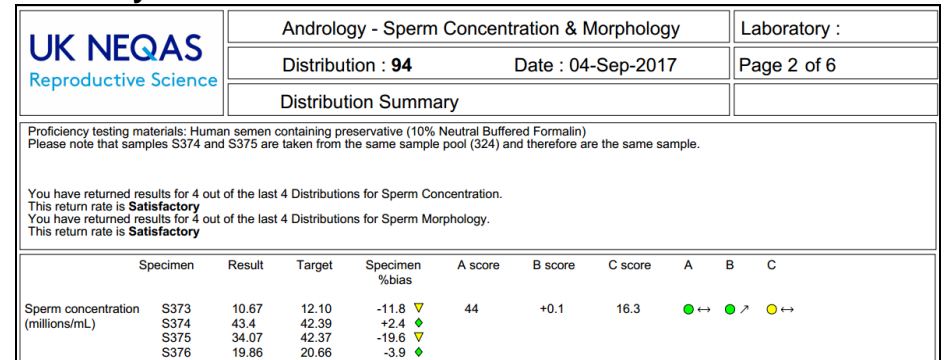 UK NEQAS
Reproductive Science
Andrology - Sperm Concentration & Morphology
Laboratory :
Distribution : 94 Date : 04-Sep-2017
Page 2 of 6
Distribution Summary
Proficiency testing materials: Human semen containing preservative (10% Neutral Buffered Formalin)
Please note that samples S374 and S375 are taken from the same sample pool (324) and therefore are the same sample.
You have returned results for 4 out of the last 4 Distributions for Sperm Concentration.
This return rate is Satisfactory
You have returned results for 4 out of the last 4 Distributions for Sperm Morphology.
This return rate is Satisfactory
Specimen Result Target Specimen %bias A score B score C score A B C
Sperm concentration S373 10.67 12.10 -11.8 44 +0.1 16.3 ↔ ↗ ↔
(millions/mL) S374 43.4 42.39 +2.4
S375 34.07 42.37 -19.6
S376 19.86 20.66 -3.9